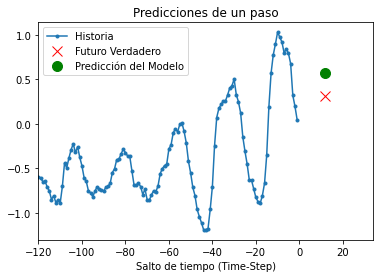 Predicciones de un paso
Historia
Futuro Verdadero
Predicción del Modelo
1.0
0.5
0.0
−0.5
−1.0
−120
−100
−80
−60
−40
−20
0
20
Salto de tiempo (Time-Step)